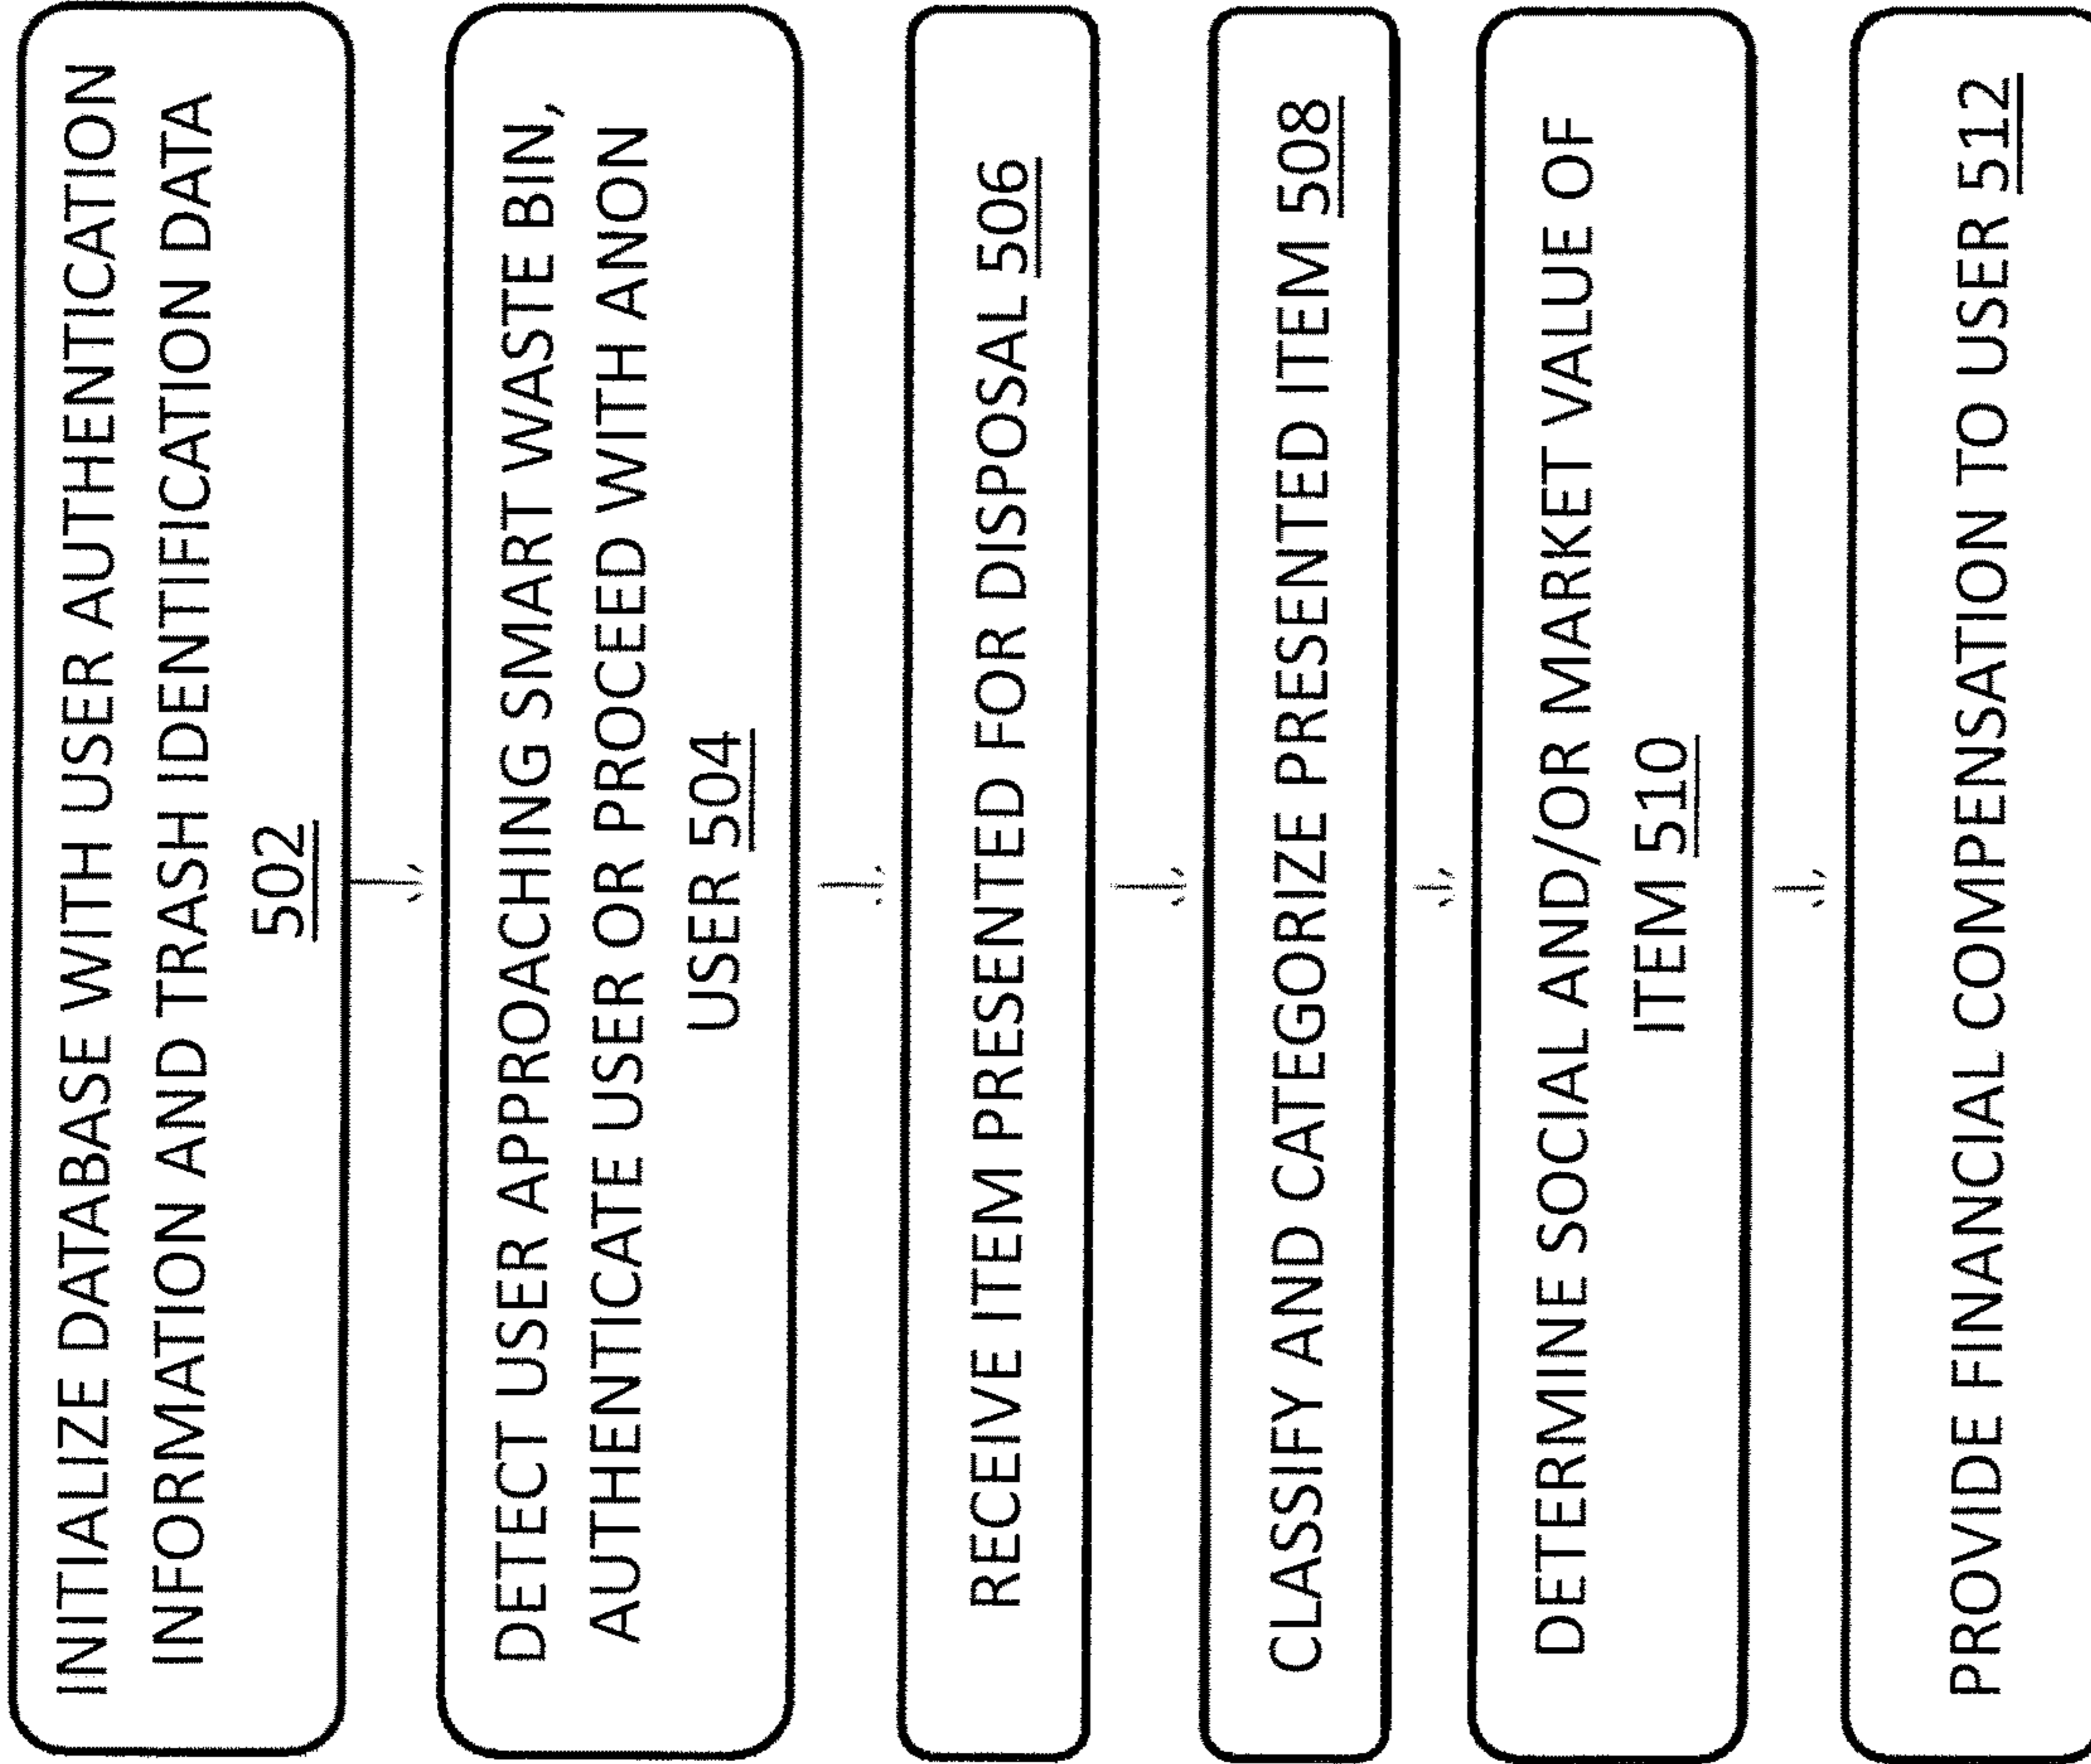 INITIALIZE DATABASE WITH USER AUTHENTICATION
INFORMATION AND TRASH IDENTIFICATION DATA
502
DETECT USER APPROACHING SMART WASTE BIN,
AUTHENTICATE USER OR PROCEED WITH ANON
USER 504
RECEIVE ITEM PRESENTED FOR DISPOSAL 506
CLASSIFY AND CATEGORIZE PRESENTED ITEM 508
DETERMINE SOCIAL AND/OR MARKET VALUE OF
ITEM 510
PROVIDE FINANCIAL COMPENSATION TO USER 512